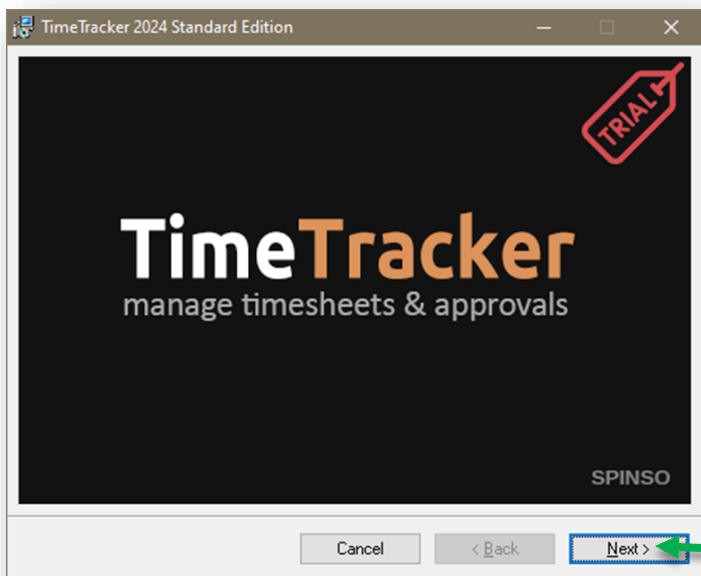 TimeTracker 2024 Standard Edition
TRIAL
TimeTracker
manage timesheets & approvals
SPINSO
Cancel
< Back
Next >